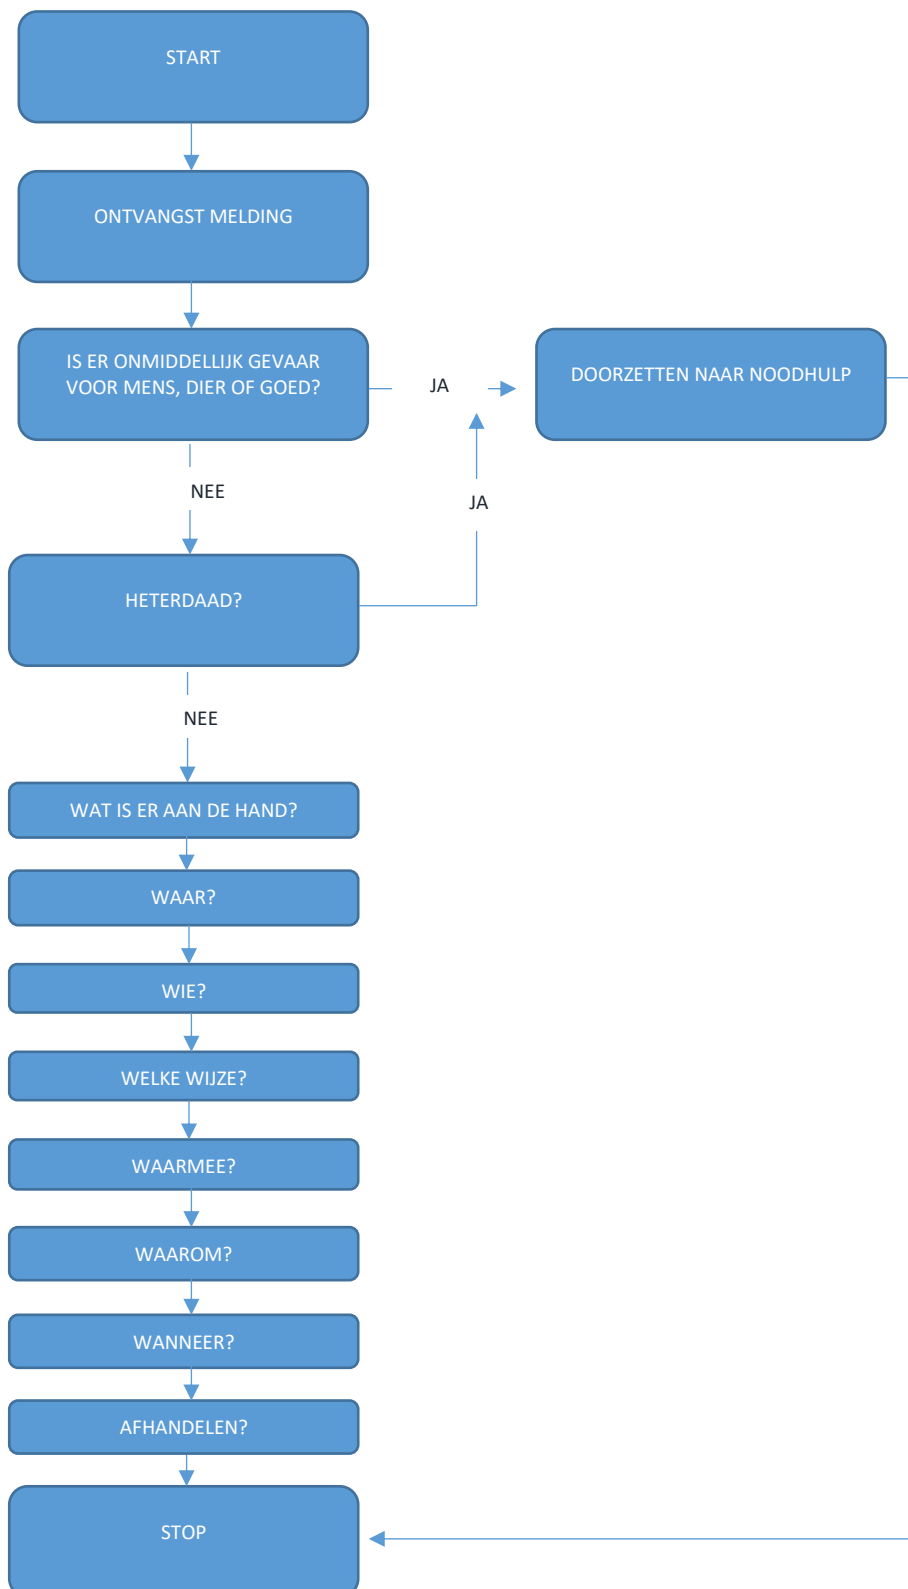 START
ONTVANGST MELDING
IS ER ONMIDDELLIJK GEVAAR
VOOR MENS, DIER OF GOED?
JA
DOORZETTEN NAAR NOODHULP
NEE
JA
HETERDAAD?
NEE
WAT IS ER AAN DE HAND?
WAAR?
WIE?
WELKE WIJZE?
WAARMEE?
WAAROM?
WANNEER?
AFHANDELEN?
STOP